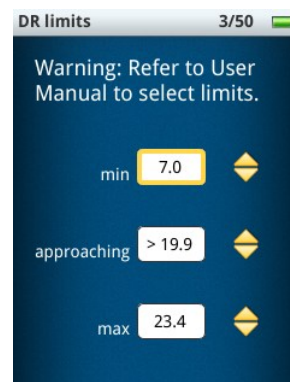 DR limits 3/50
Warning: Refer to User
Manual to select limits.
min 7.0
approaching > 19.9
max 23.4